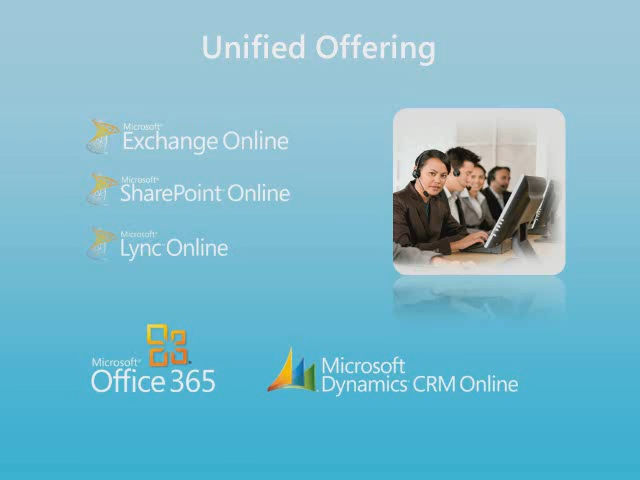 Unified Offering
Microsoft®
Exchange Online
Microsoft®
SharePoint Online
Microsoft®
Lync Online
Microsoft®
Office 365
Microsoft
Dynamics CRM Online